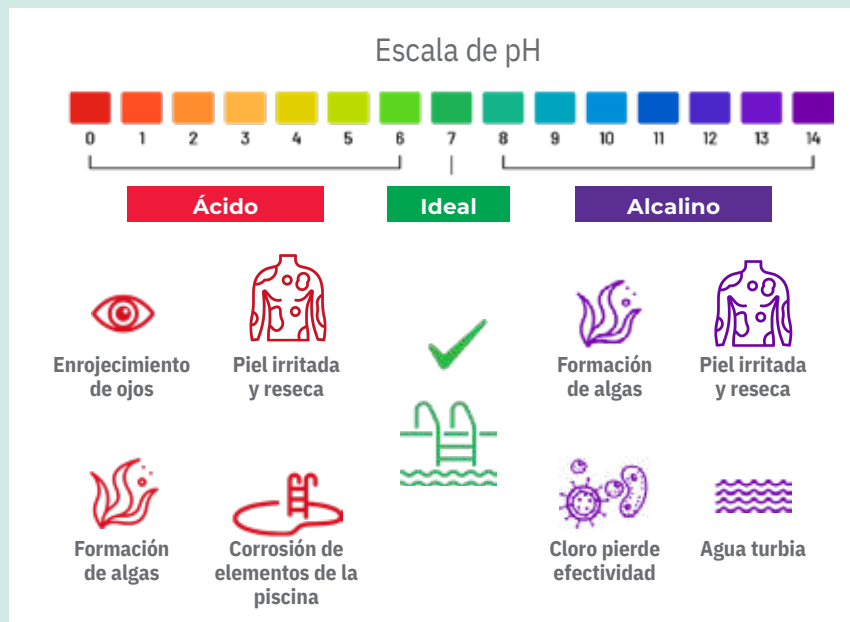 Escala de pH
0 1 2 3 4 5 6 7 8 9 10 11 12 13 14
Ácido Ideal Alcalino
Enrojecimiento
de ojos
Piel irritada
y reseca
Formación
de algas
Piel irritada
y reseca
Formación
de algas
Corrosión de
elementos de la
piscina
Cloro pierde
efectividad
Agua turbia